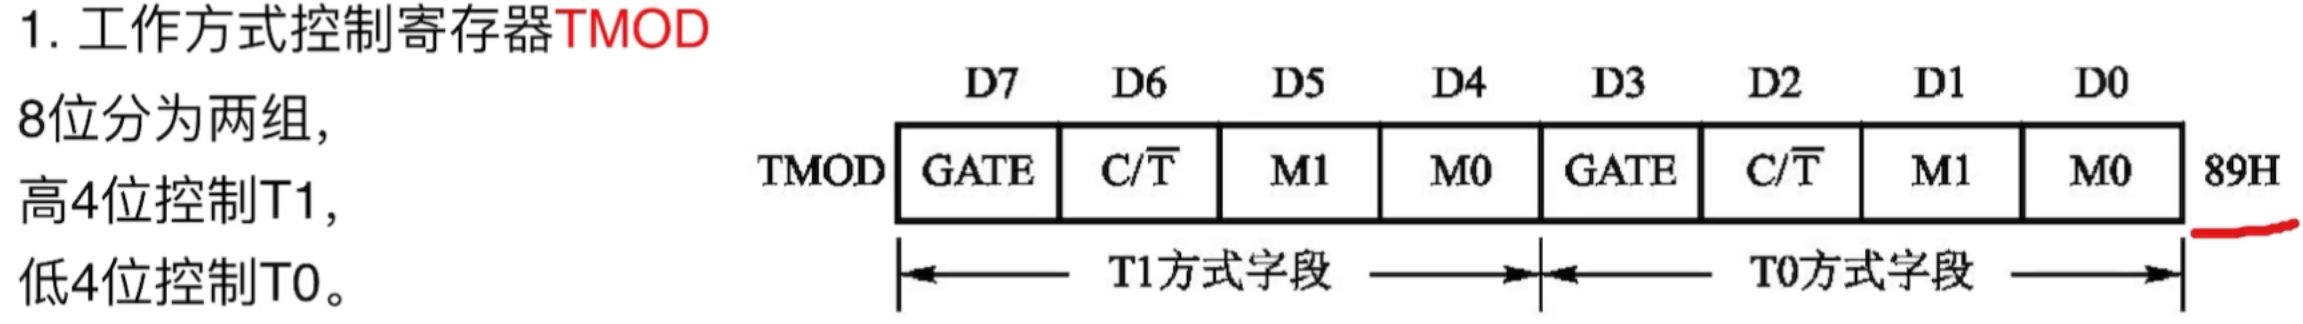 1. 工作方式控制寄存器TMOD
8位分为两组，
高4位控制T1，
低4位控制T0。
D7 D6 D5 D4 D3 D2 D1 D0
TMOD GATE C/T̅ M1 M0 GATE C/T̅ M1 M0 89H
T1方式字段 T0方式字段